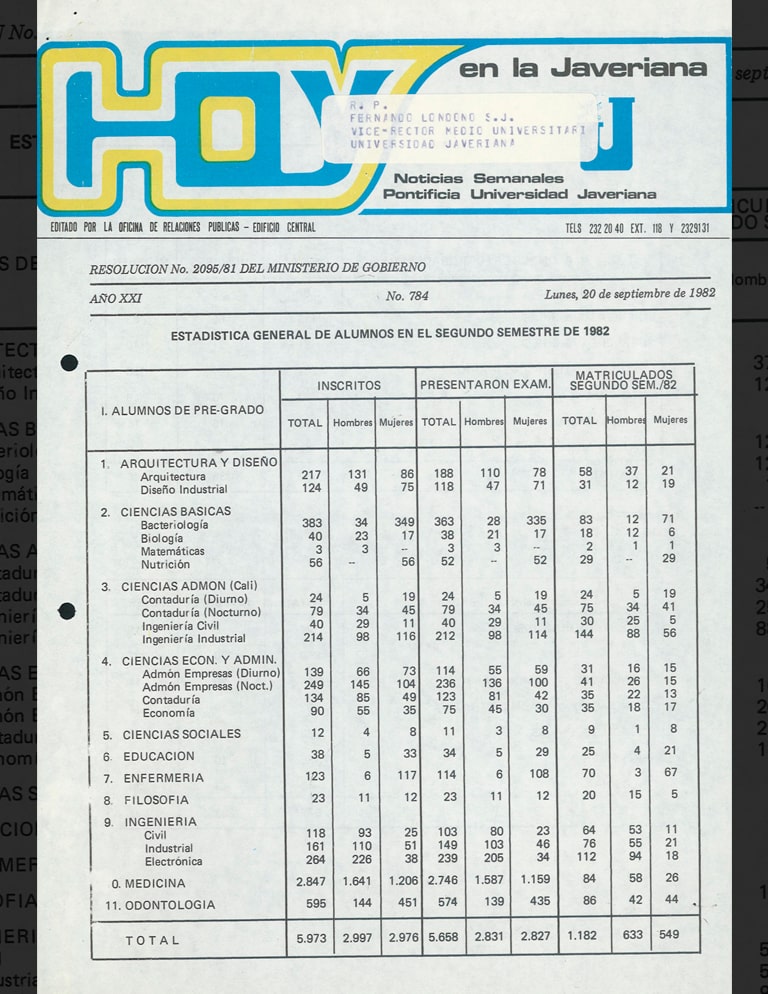 HOY en la Javeriana
R. P.
FERNANDO LONDONO S.J.
VICE-RECTOR MEDIO UNIVERSITARI
UNIVERSIDAD JAVERIANA
Noticias Semanales
Pontificia Universidad Javeriana
EDITADO POR LA OFICINA DE RELACIONES PUBLICAS – EDIFICIO CENTRAL TELS 232 20 40 EXT. 118 Y 2329131
RESOLUCION No. 2095/81 DEL MINISTERIO DE GOBIERNO
AÑO XXI No. 784 Lunes, 20 de septiembre de 1982
ESTADISTICA GENERAL DE ALUMNOS EN EL SEGUNDO SEMESTRE DE 1982
I. ALUMNOS DE PRE-GRADO INSCRITOS PRESENTARON EXAM. MATRICULADOS SEGUNDO SEM./82
TOTAL Hombres Mujeres TOTAL Hombres Mujeres TOTAL Hombres Mujeres
1. ARQUITECTURA Y DISEÑO
Arquitectura 217 131 86 188 110 78 58 37 21
Diseño Industrial 124 49 75 118 47 71 31 12 19
2. CIENCIAS BASICAS
Bacteriología 383 34 349 363 28 335 83 12 71
Biología 40 23 17 38 21 17 18 12 6
Matemáticas 3 3 -- 3 3 -- 2 1 1
Nutrición 56 -- 56 52 -- 52 29 -- 29
3. CIENCIAS ADMON (Cali)
Contaduría (Diurno) 24 5 19 24 5 19 24 5 19
Contaduría (Nocturno) 79 34 45 79 34 45 75 34 41
Ingeniería Civil 40 29 11 40 29 11 30 25 5
Ingeniería Industrial 214 98 116 212 98 114 144 88 56
4. CIENCIAS ECON. Y ADMIN.
Admón Empresas (Diurno) 139 66 73 114 55 59 31 16 15
Admón Empresas (Noct.) 249 145 104 236 136 100 41 26 15
Contaduría 134 85 49 123 81 42 35 22 13
Economía 90 55 35 75 45 30 35 18 17
5. CIENCIAS SOCIALES 12 4 8 11 3 8 9 1 8
6. EDUCACION 38 5 33 34 5 29 25 4 21
7. ENFERMERIA 123 6 117 114 6 108 70 3 67
8. FILOSOFIA 23 11 12 23 11 12 20 15 5
9. INGENIERIA
Civil 118 93 25 103 80 23 64 53 11
Industrial 161 110 51 149 103 46 76 55 21
Electrónica 264 226 38 239 205 34 112 94 18
0. MEDICINA 2.847 1.641 1.206 2.746 1.587 1.159 84 58 26
11. ODONTOLOGIA 595 144 451 574 139 435 86 42 44
TOTAL 5.973 2.997 2.976 5.658 2.831 2.827 1.182 633 549